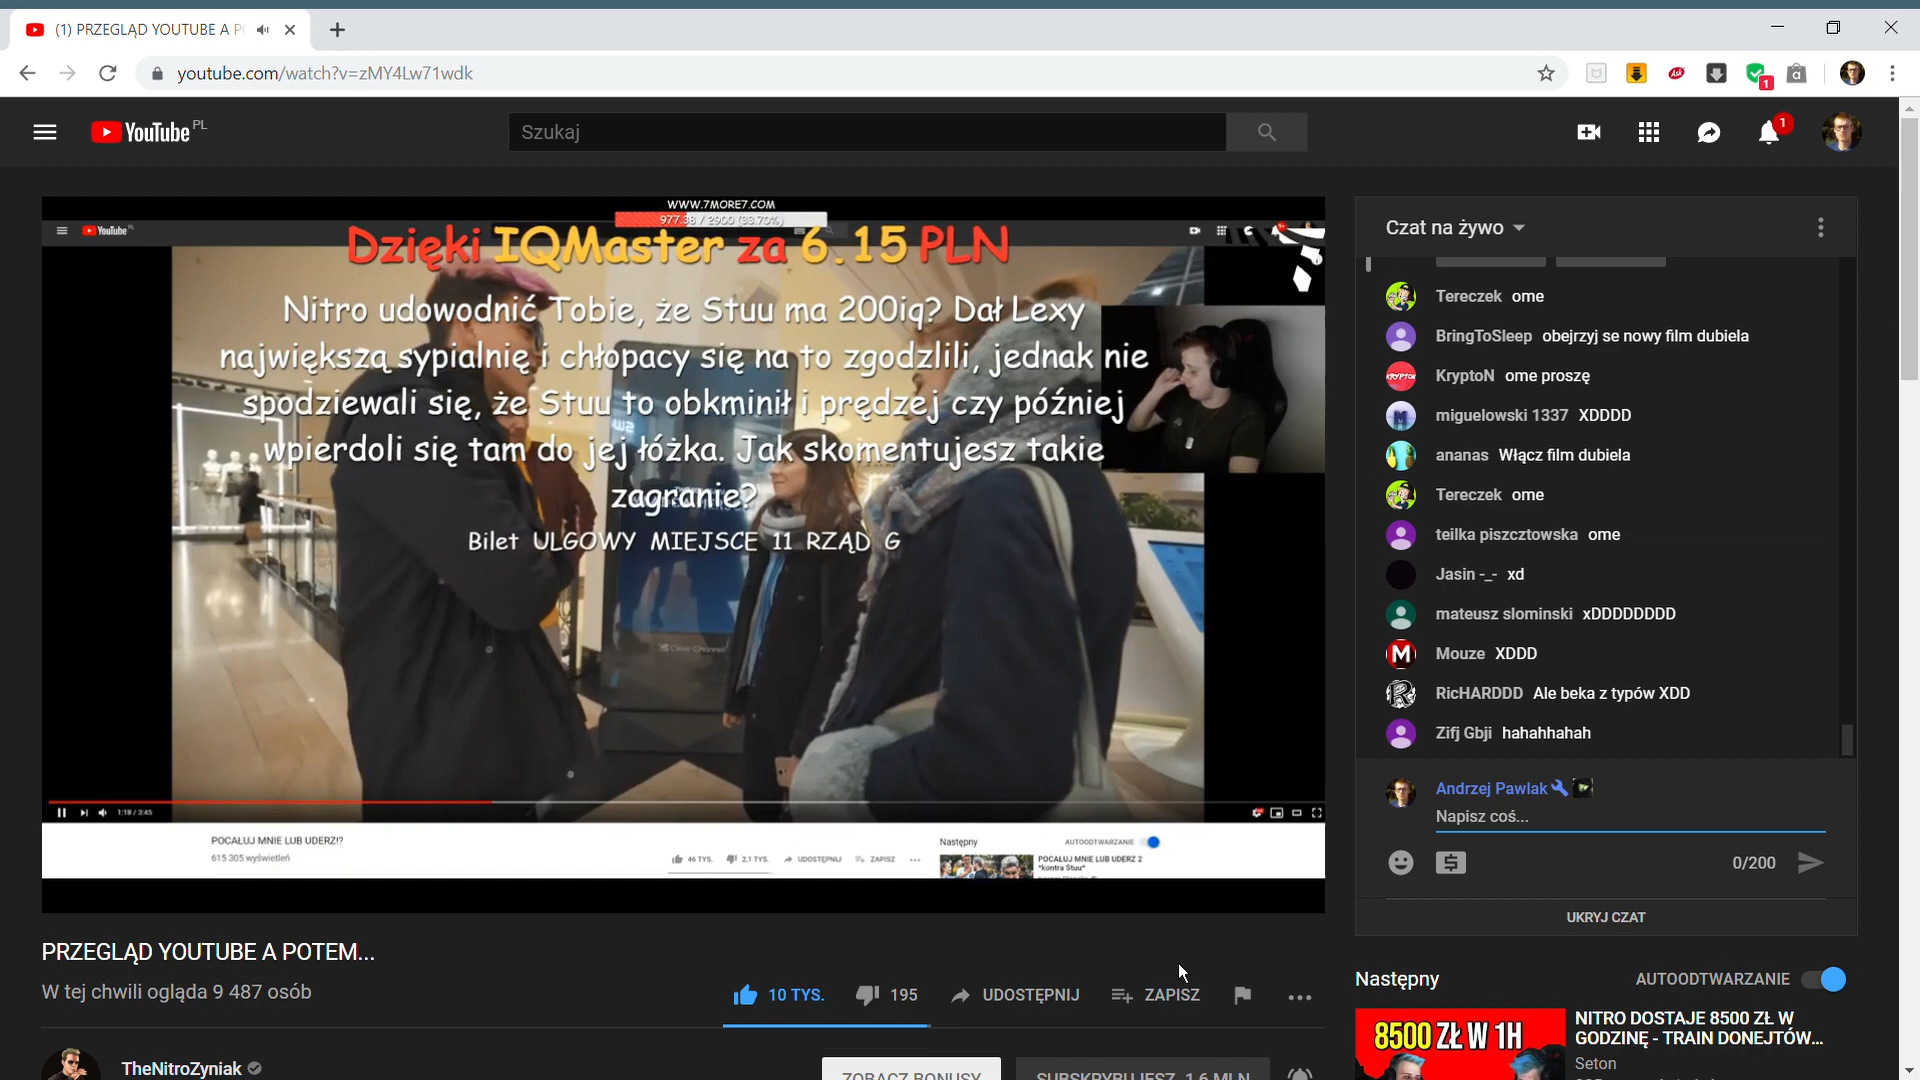 (1) PRZEGLĄD YOUTUBE A P
youtube.com/watch?v=zMY4Lw71wdk
1
YouTube PL
Szukaj
1
WWW.7MORE7.COM
977.38 / 2900 (33.70%)
YouTube
Dzięki IQMaster za 6.15 PLN
Nitro udowodnić Tobie, że Stuu ma 200iq? Dał Lexy
największą sypialnię i chłopacy się na to zgodzlili, jednak nie
spodziewali się, że Stuu to obkminił i prędzej czy później
wpierdoli się tam do jej łóżka. Jak skomentujesz takie
zagranie?
Bilet ULGOWY MIEJSCE 11 RZĄD G
Clear Channel
1:18 / 3:45
POCAŁUJ MNIE LUB UDERZ!?
615 305 wyświetleń
46 TYS. 2,1 TYS. UDOSTĘPNIJ ZAPISZ
Następny AUTOODTWARZANIE
POCAŁUJ MNIE LUB UDERZ 2
*kontra Stuu*
PRZEGLĄD YOUTUBE A POTEM...
W tej chwili ogląda 9 487 osób
10 TYS. 195 UDOSTĘPNIJ ZAPISZ
TheNitroZyniak
ZOBACZ BONUSY SUBSKRYBUJESZ 1,6 MLN
Czat na żywo
Tereczek ome
BringToSleep obejrzyj se nowy film dubiela
KryptoN ome proszę
miguelowski 1337 XDDDD
ananas Włącz film dubiela
Tereczek ome
teilka piszcztowska ome
Jasin -_- xd
mateusz slominski xDDDDDDDD
Mouze XDDD
RicHARDDD Ale beka z typów XDD
Zifj Gbji hahahhahah
Andrzej Pawlak
Napisz coś...
0/200
UKRYJ CZAT
Następny AUTOODTWARZANIE
8500 ZŁ W 1H
NITRO DOSTAJE 8500 ZŁ W
GODZINĘ - TRAIN DONEJTÓW...
Seton